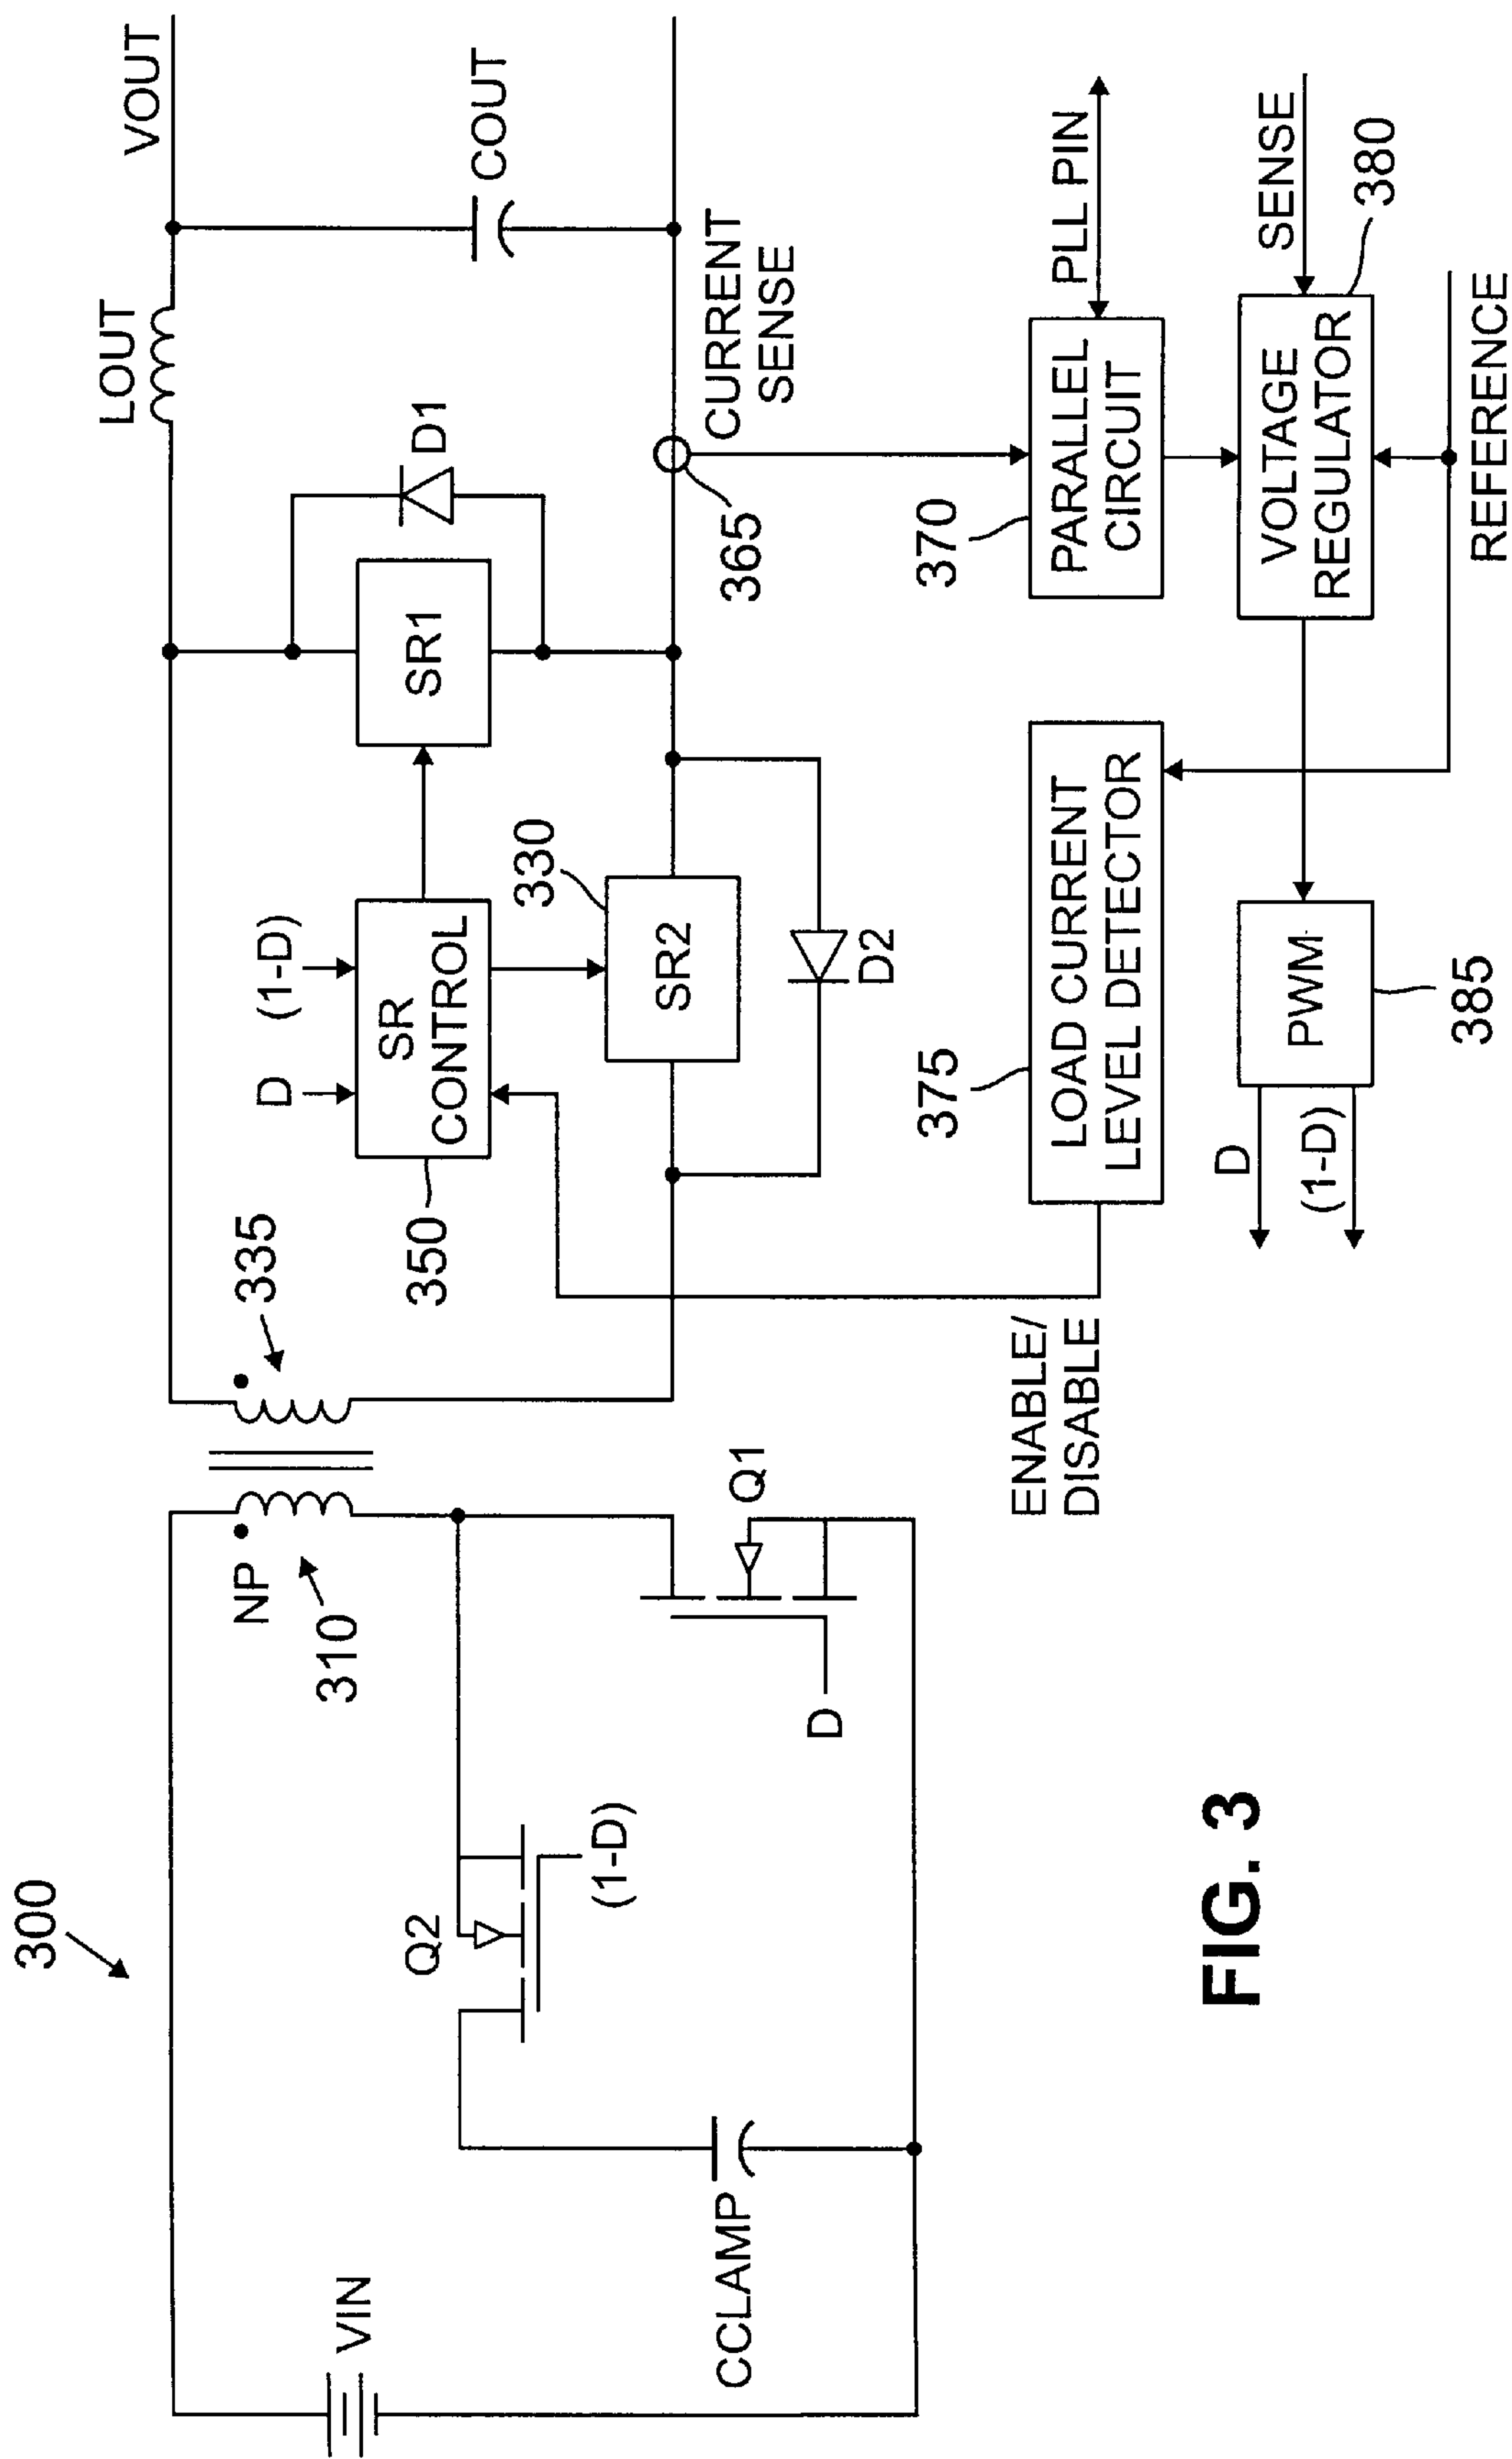 300
VIN
CCLAMP
Q2
(1-D)
D
Q1
NP
310
335
350
SR
CONTROL
D
(1-D)
330
SR2
D2
SR1
D1
LOUT
VOUT
COUT
365
CURRENT
SENSE
ENABLE/
DISABLE
375
LOAD CURRENT
LEVEL DETECTOR
370
PARALLEL
CIRCUIT
PLL PIN
D
(1-D)
PWM
385
VOLTAGE
REGULATOR
380
SENSE
REFERENCE
FIG. 3